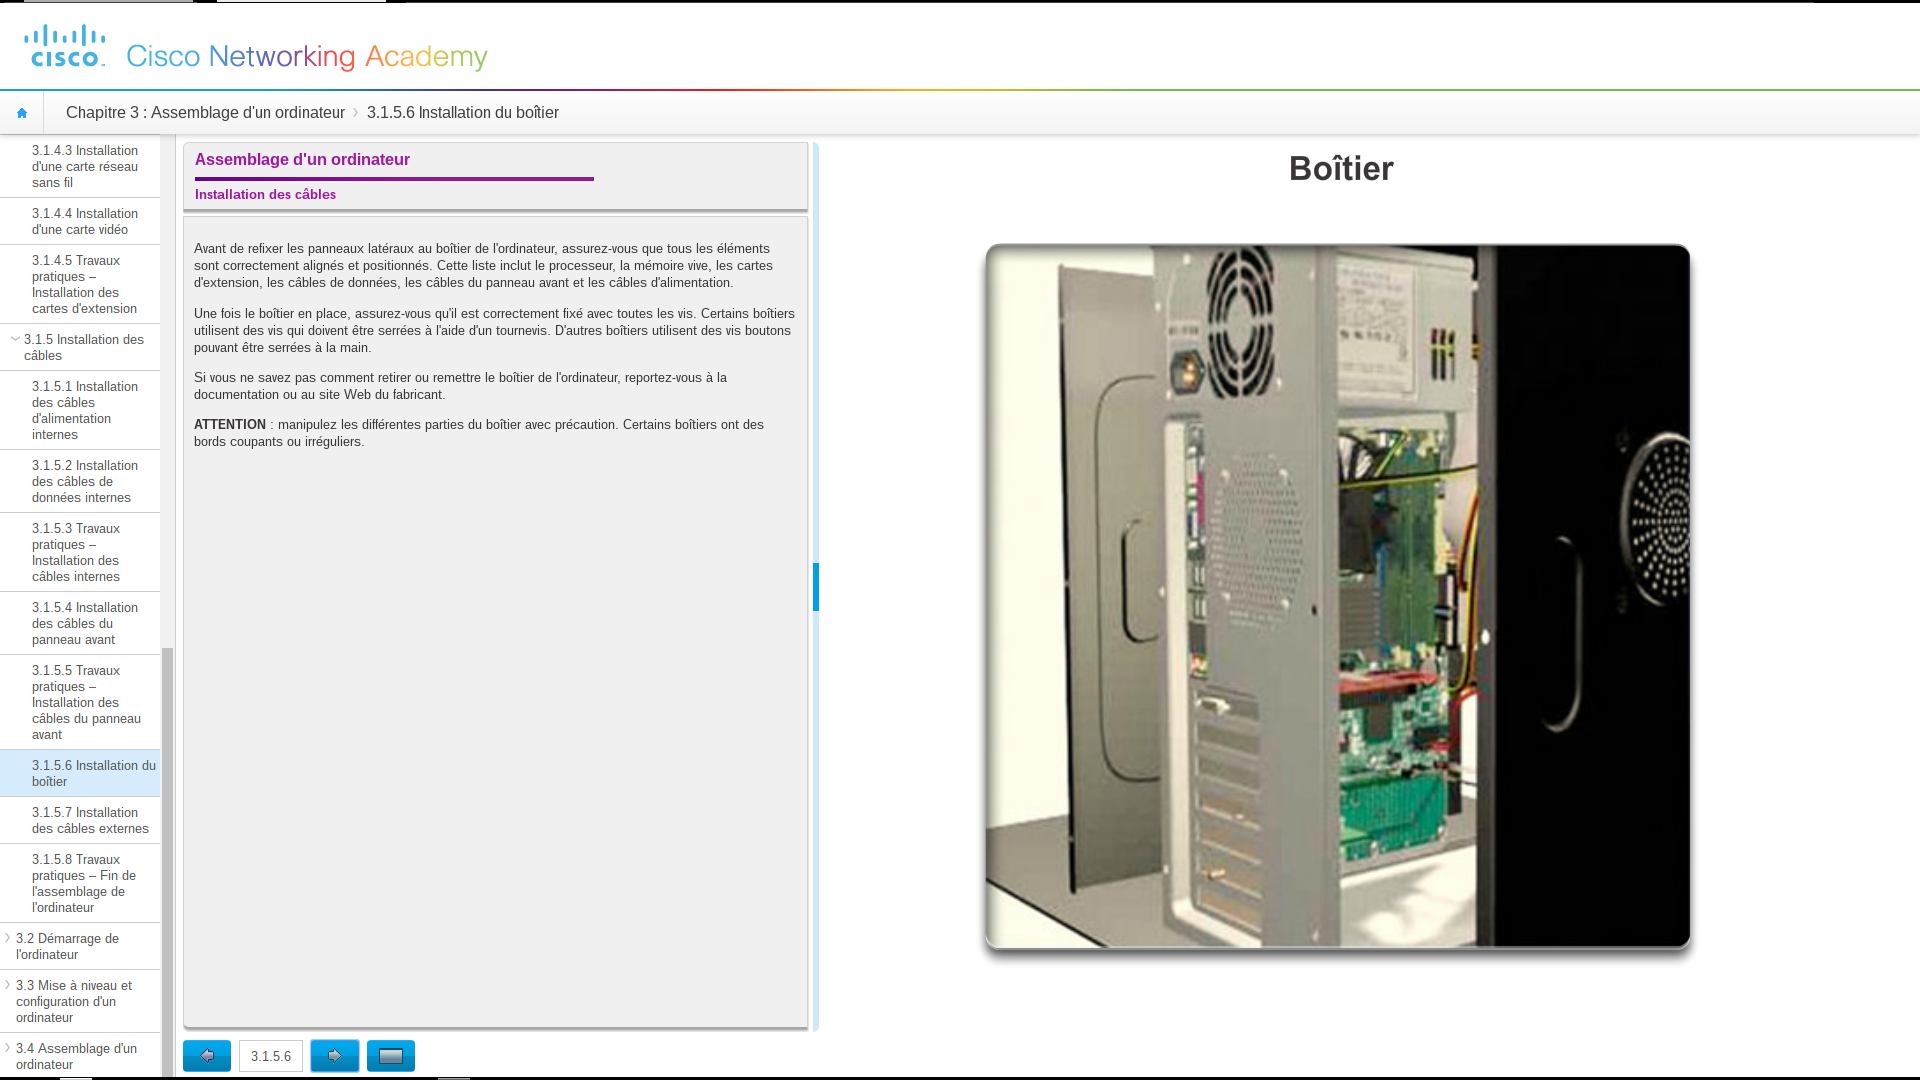 cisco
Cisco Networking Academy
Chapitre 3 : Assemblage d'un ordinateur
3.1.5.6 Installation du boîtier
3.1.4.3 Installation
d'une carte réseau
sans fil
3.1.4.4 Installation
d'une carte vidéo
3.1.4.5 Travaux
pratiques –
Installation des
cartes d'extension
3.1.5 Installation des
câbles
3.1.5.1 Installation
des câbles
d'alimentation
internes
3.1.5.2 Installation
des câbles de
données internes
3.1.5.3 Travaux
pratiques –
Installation des
câbles internes
3.1.5.4 Installation
des câbles du
panneau avant
3.1.5.5 Travaux
pratiques –
Installation des
câbles du panneau
avant
3.1.5.6 Installation du
boîtier
3.1.5.7 Installation
des câbles externes
3.1.5.8 Travaux
pratiques – Fin de
l'assemblage de
l'ordinateur
3.2 Démarrage de
l'ordinateur
3.3 Mise à niveau et
configuration d'un
ordinateur
3.4 Assemblage d'un
ordinateur
Assemblage d'un ordinateur
Installation des câbles
Avant de refixer les panneaux latéraux au boîtier de l'ordinateur, assurez-vous que tous les éléments
sont correctement alignés et positionnés. Cette liste inclut le processeur, la mémoire vive, les cartes
d'extension, les câbles de données, les câbles du panneau avant et les câbles d'alimentation.
Une fois le boîtier en place, assurez-vous qu'il est correctement fixé avec toutes les vis. Certains boîtiers
utilisent des vis qui doivent être serrées à l'aide d'un tournevis. D'autres boîtiers utilisent des vis boutons
pouvant être serrées à la main.
Si vous ne savez pas comment retirer ou remettre le boîtier de l'ordinateur, reportez-vous à la
documentation ou au site Web du fabricant.
ATTENTION : manipulez les différentes parties du boîtier avec précaution. Certains boîtiers ont des
bords coupants ou irréguliers.
3.1.5.6
Boîtier